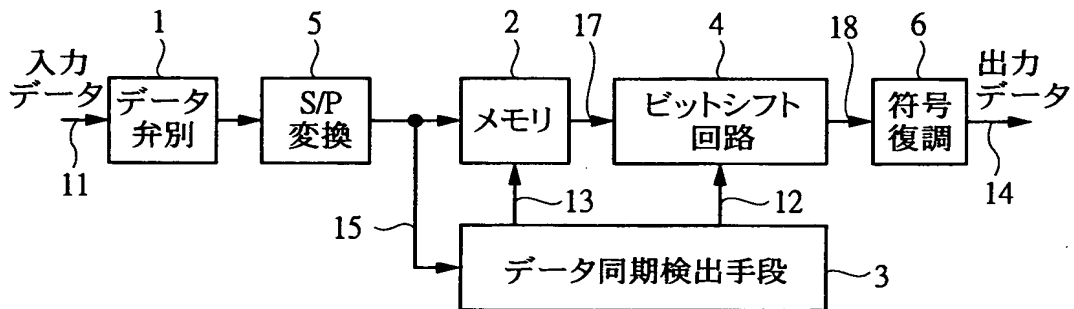 1
5
2
17
4
18
6
入力
データ
出力
データ
データ
弁別
S/P
変換
メモリ
ビットシフト
回路
符号
復調
11
13
12
14
15
データ同期検出手段
3